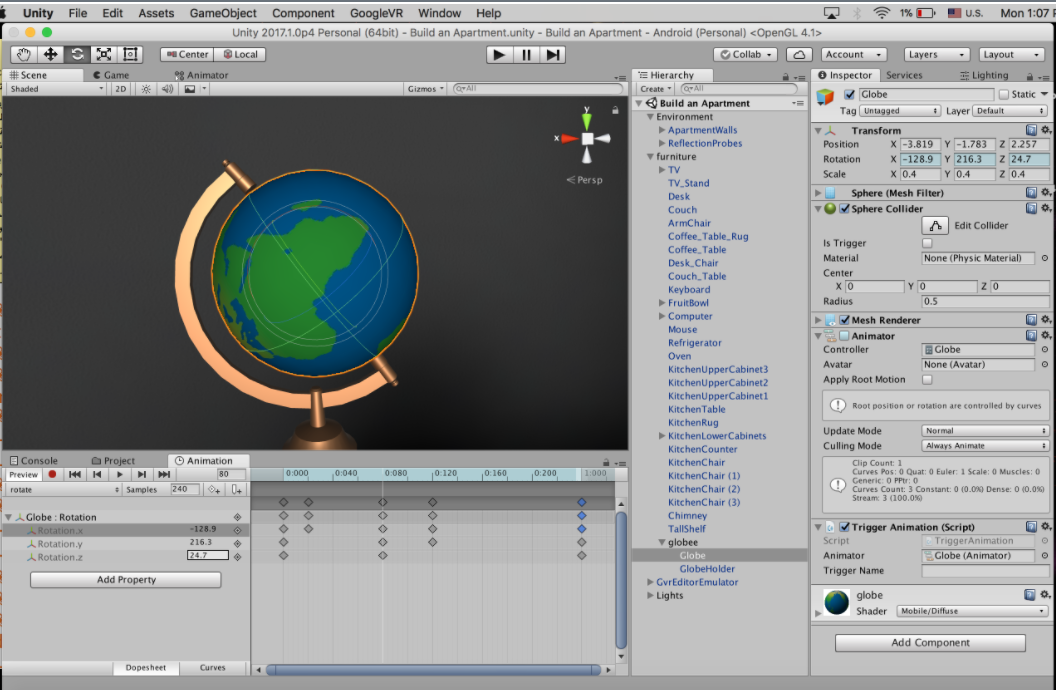 Unity File Edit Assets GameObject Component GoogleVR Window Help 1% U.S. Mon 1:07 P
Unity 2017.1.0p4 Personal (64bit) - Build an Apartment.unity - Build an Apartment - Android (Personal) <OpenGL 4.1>
Center Local Collab Account Layers Layout
Scene Game Animator
Shaded 2D Gizmos All
y
x
Persp
Hierarchy
Create All
Build an Apartment
Environment
ApartmentWalls
ReflectionProbes
furniture
TV
TV_Stand
Desk
Couch
ArmChair
Coffee_Table_Rug
Coffee_Table
Desk_Chair
Couch_Table
Keyboard
FruitBowl
Computer
Mouse
Refrigerator
Oven
KitchenUpperCabinet3
KitchenUpperCabinet2
KitchenUpperCabinet1
KitchenTable
KitchenRug
KitchenLowerCabinets
KitchenCounter
KitchenChair
KitchenChair (1)
KitchenChair (2)
KitchenChair (3)
Chimney
TallShelf
globee
Globe
GlobeHolder
GvrEditorEmulator
Lights
Inspector Services Lighting
Globe Static
Tag Untagged Layer Default
Transform
Position X -3.819 Y -1.783 Z 2.257
Rotation X -128.9 Y 216.3 Z 24.7
Scale X 0.4 Y 0.4 Z 0.4
Sphere (Mesh Filter)
Sphere Collider
Edit Collider
Is Trigger
Material None (Physic Material)
Center
X 0 Y 0 Z 0
Radius 0.5
Mesh Renderer
Animator
Controller Globe
Avatar None (Avatar)
Apply Root Motion
Root position or rotation are controlled by curves
Update Mode Normal
Culling Mode Always Animate
Clip Count: 1
Curves Pos: 0 Quat: 0 Euler: 1 Scale: 0 Muscles: 0
Generic: 0 PPtr: 0
Curves Count: 3 Constant: 0 (0.0%) Dense: 0 (0.0%)
Stream: 3 (100.0%)
Trigger Animation (Script)
Script TriggerAnimation
Animator Globe (Animator)
Trigger Name
globe
Shader Mobile/Diffuse
Add Component
Console Project Animation
Preview 80 0:000 0:040 0:080 0:120 0:160 0:200 1:000
rotate Samples 240
Globe : Rotation
Rotation.x -128.9
Rotation.y 216.3
Rotation.z 24.7
Add Property
Dopesheet Curves